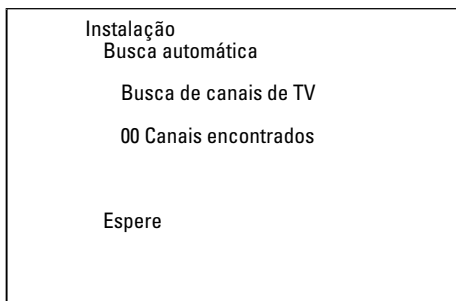 Instalação
Busca automática
Busca de canais de TV
00 Canais encontrados
Espere